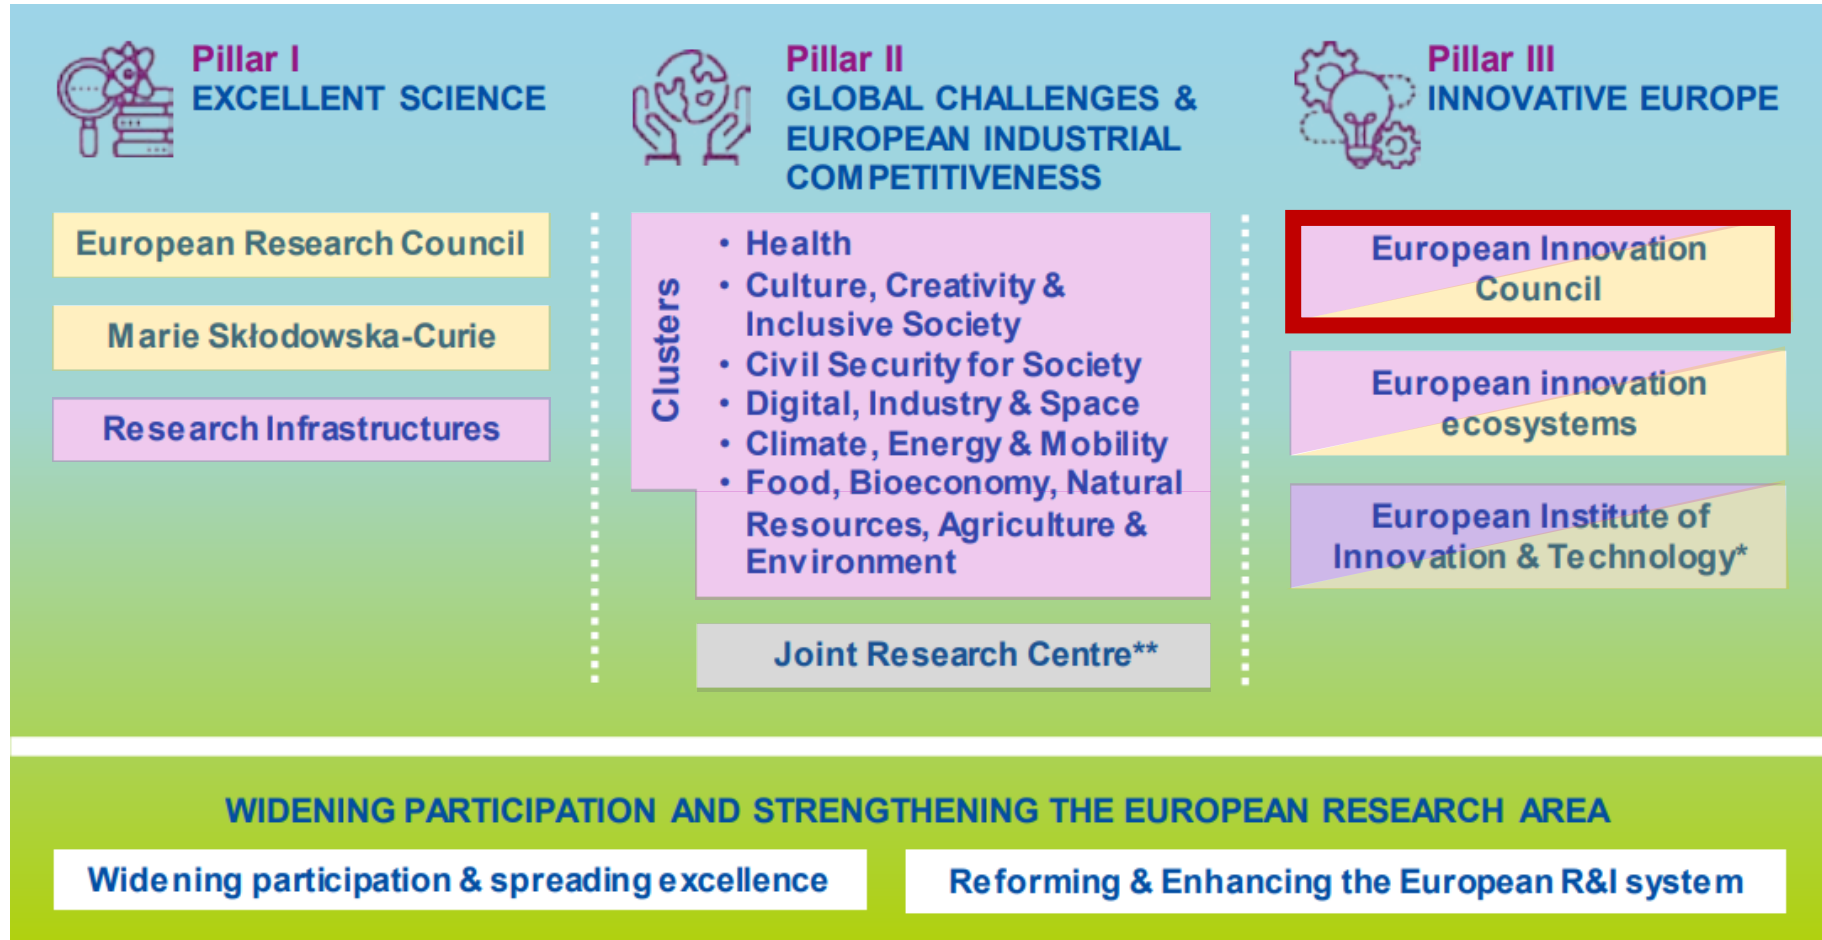 Pillar I
EXCELLENT SCIENCE
European Research Council
Marie Skłodowska-Curie
Research Infrastructures
Pillar II
GLOBAL CHALLENGES &
EUROPEAN INDUSTRIAL
COMPETITIVENESS
Clusters
• Health
• Culture, Creativity &
Inclusive Society
• Civil Security for Society
• Digital, Industry & Space
• Climate, Energy & Mobility
• Food, Bioeconomy, Natural
Resources, Agriculture &
Environment
Joint Research Centre**
Pillar III
INNOVATIVE EUROPE
European Innovation
Council
European innovation
ecosystems
European Institute of
Innovation & Technology*
WIDENING PARTICIPATION AND STRENGTHENING THE EUROPEAN RESEARCH AREA
Widening participation & spreading excellence
Reforming & Enhancing the European R&I system